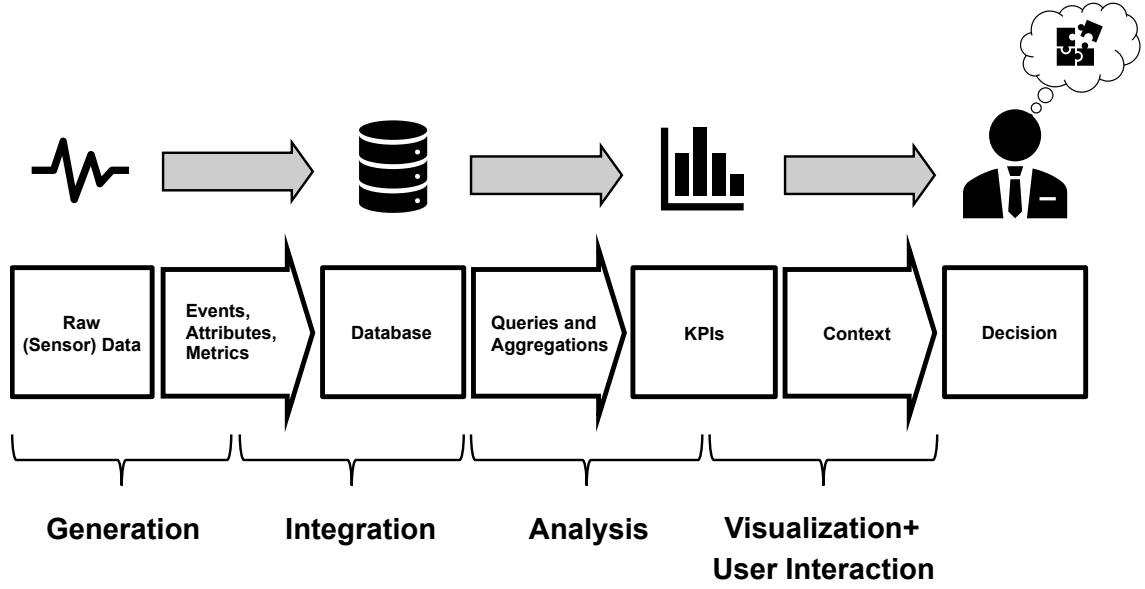 Raw
(Sensor) Data
Events,
Attributes,
Metrics
Database
Queries and
Aggregations
KPIs
Context
Decision
Generation
Integration
Analysis
Visualization+
User Interaction